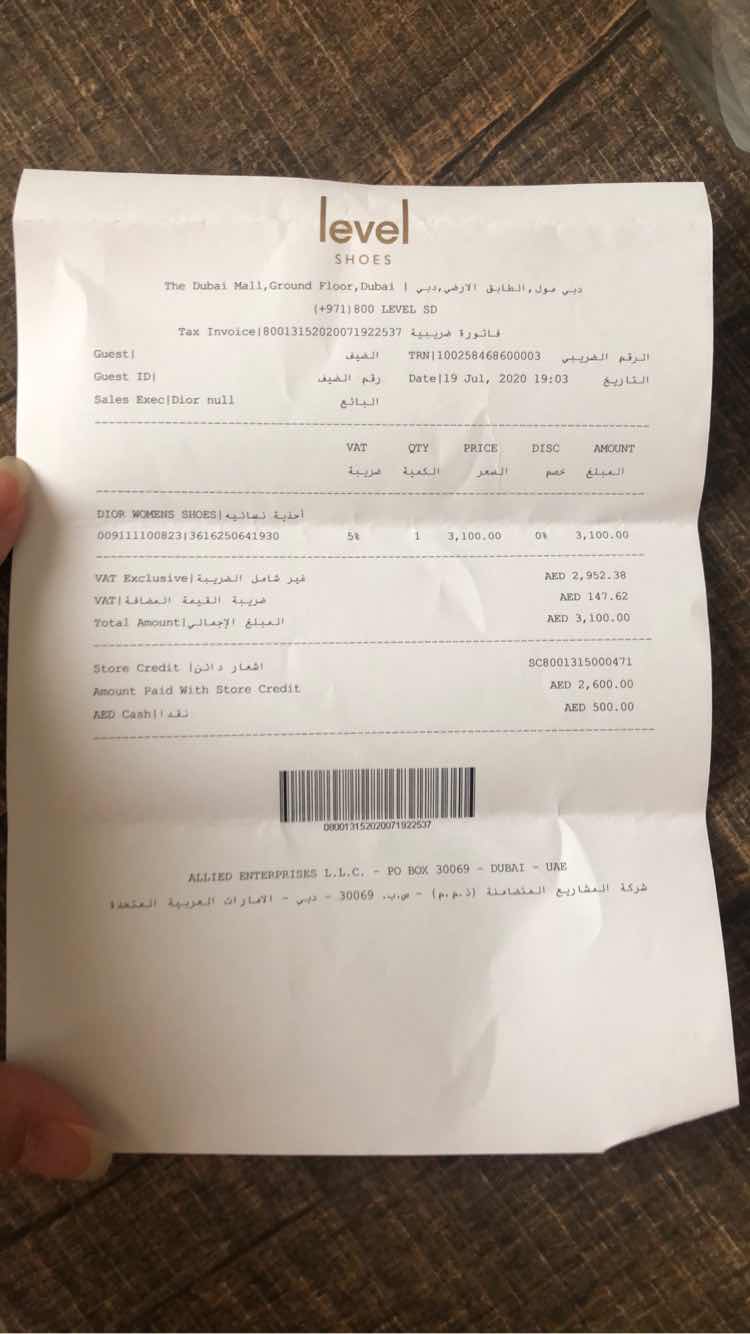 level
SHOES
The Dubai Mall,Ground Floor,Dubai | دبي مول,الطابق الارضي,دبي
(+971)800 LEVEL SD
Tax Invoice|80013152020071922537 فاتورة ضريبية
Guest| الضيف TRN|100258468600003 الرقم الضريبي
Guest ID| رقم الضيف Date|19 Jul, 2020 19:03 التاريخ
Sales Exec|Dior null البائع
VAT QTY PRICE DISC AMOUNT
ضريبة الكمية السعر خصم المبلغ
DIOR WOMENS SHOES|أحذية نسائيه
009111100823|3616250641930 5% 1 3,100.00 0% 3,100.00
VAT Exclusive|غير شامل الضريبة AED 2,952.38
VAT|ضريبة القيمة المضافة AED 147.62
Total Amount|المبلغ الإجمالي AED 3,100.00
Store Credit |اشعار دائن SC8001315000471
Amount Paid With Store Credit AED 2,600.00
AED Cash|نقدا AED 500.00
080013152020071922537
ALLIED ENTERPRISES L.L.C. - PO BOX 30069 - DUBAI - UAE
شركة المشاريع المتضامنة (ذ.م.م) - ص.ب. 30069 - دبي - الامارات العربية المتحدة